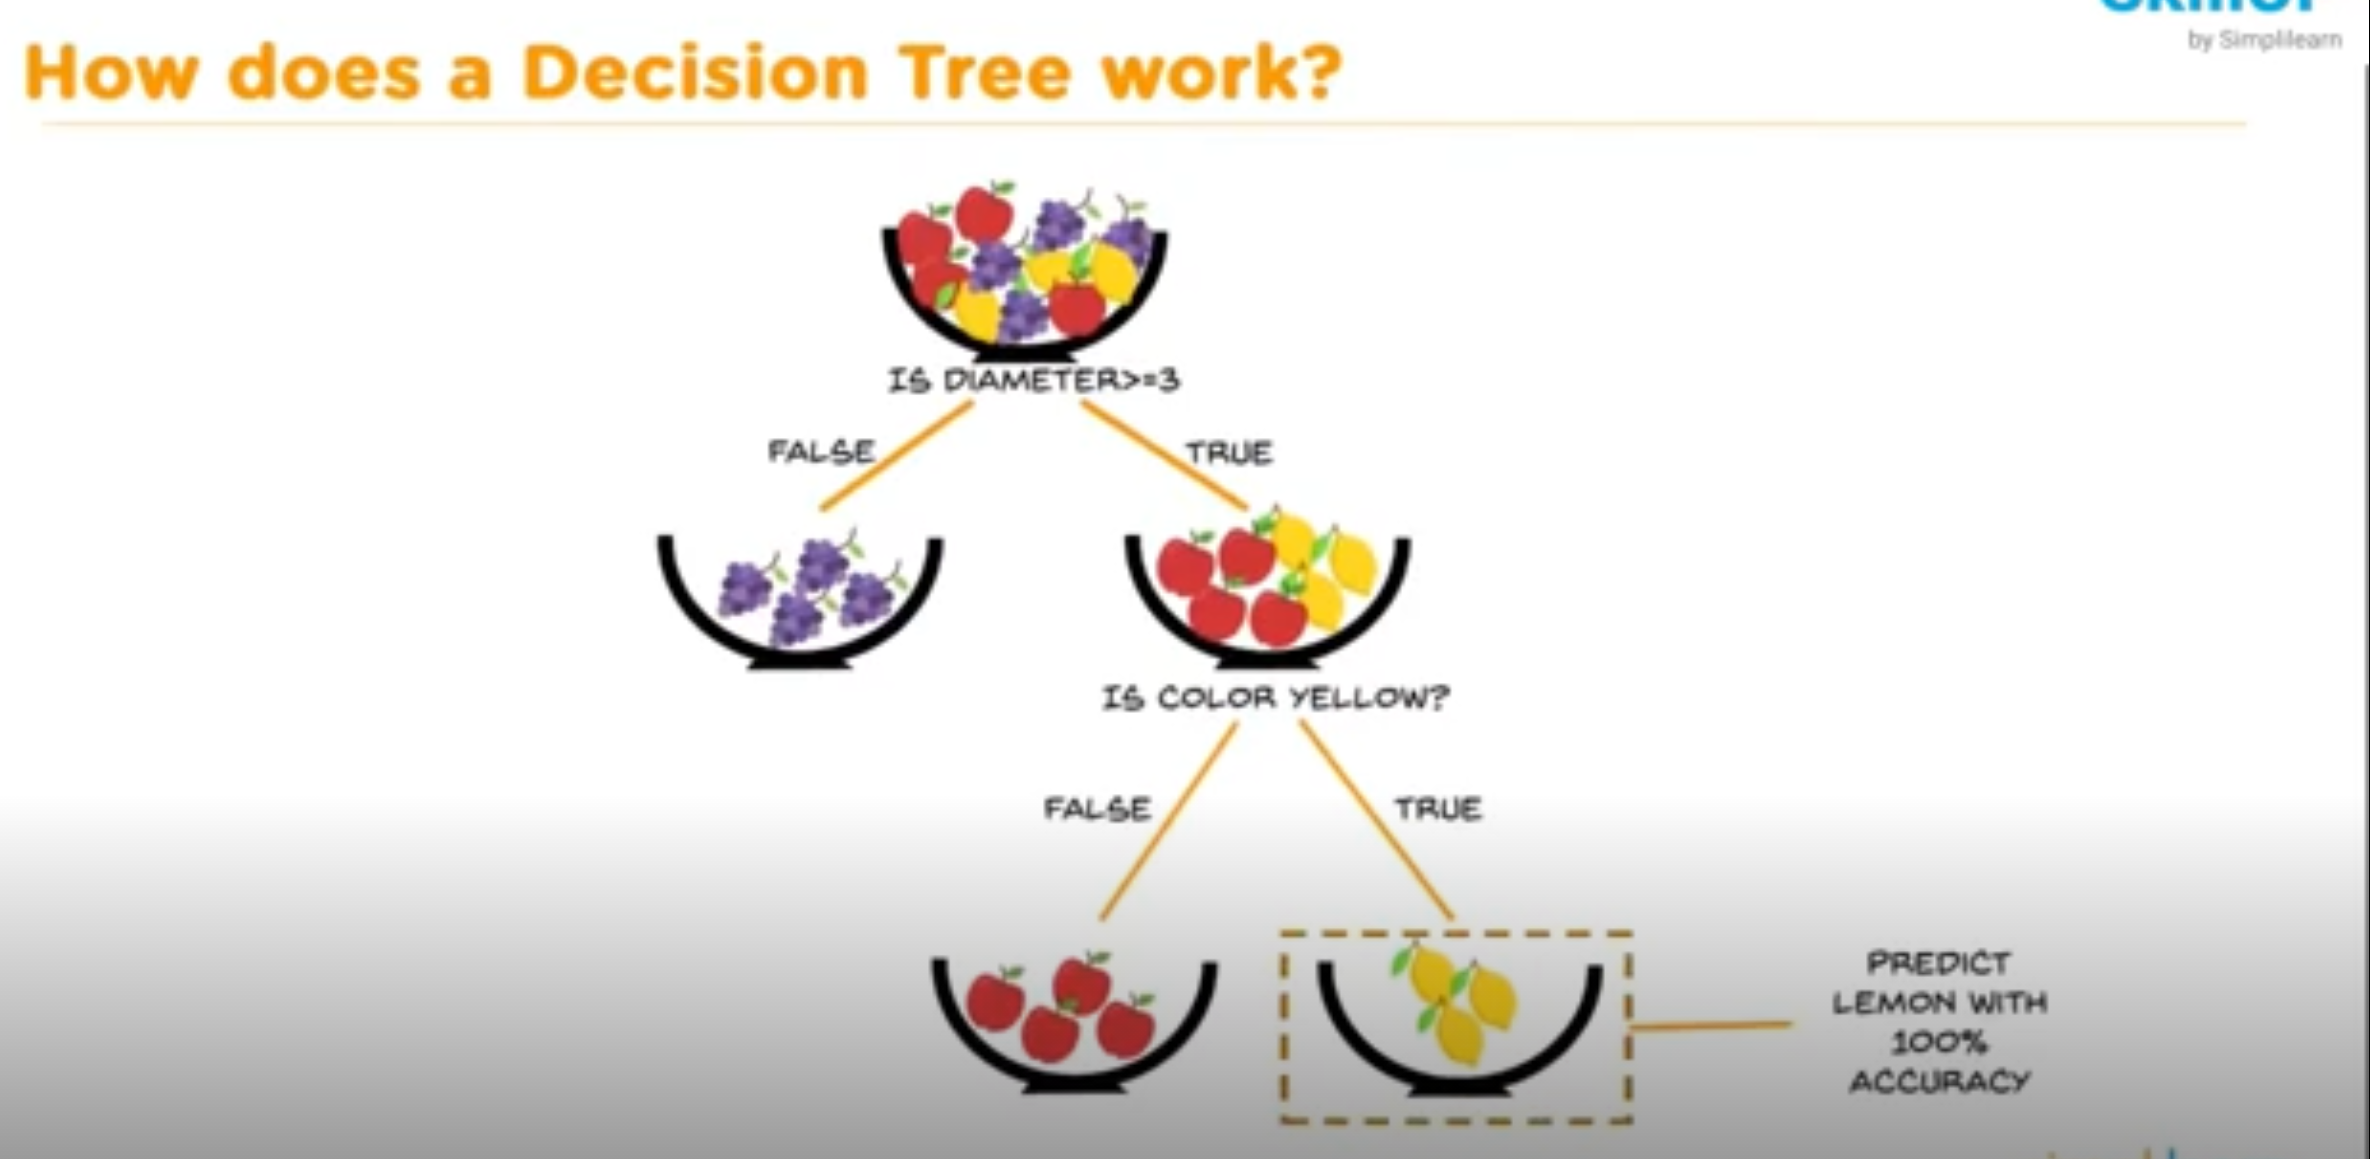 How does a Decision Tree work?
by Simplilearn
IS DIAMETER>=3
FALSE
TRUE
IS COLOR YELLOW?
FALSE
TRUE
PREDICT
LEMON WITH
100%
ACCURACY